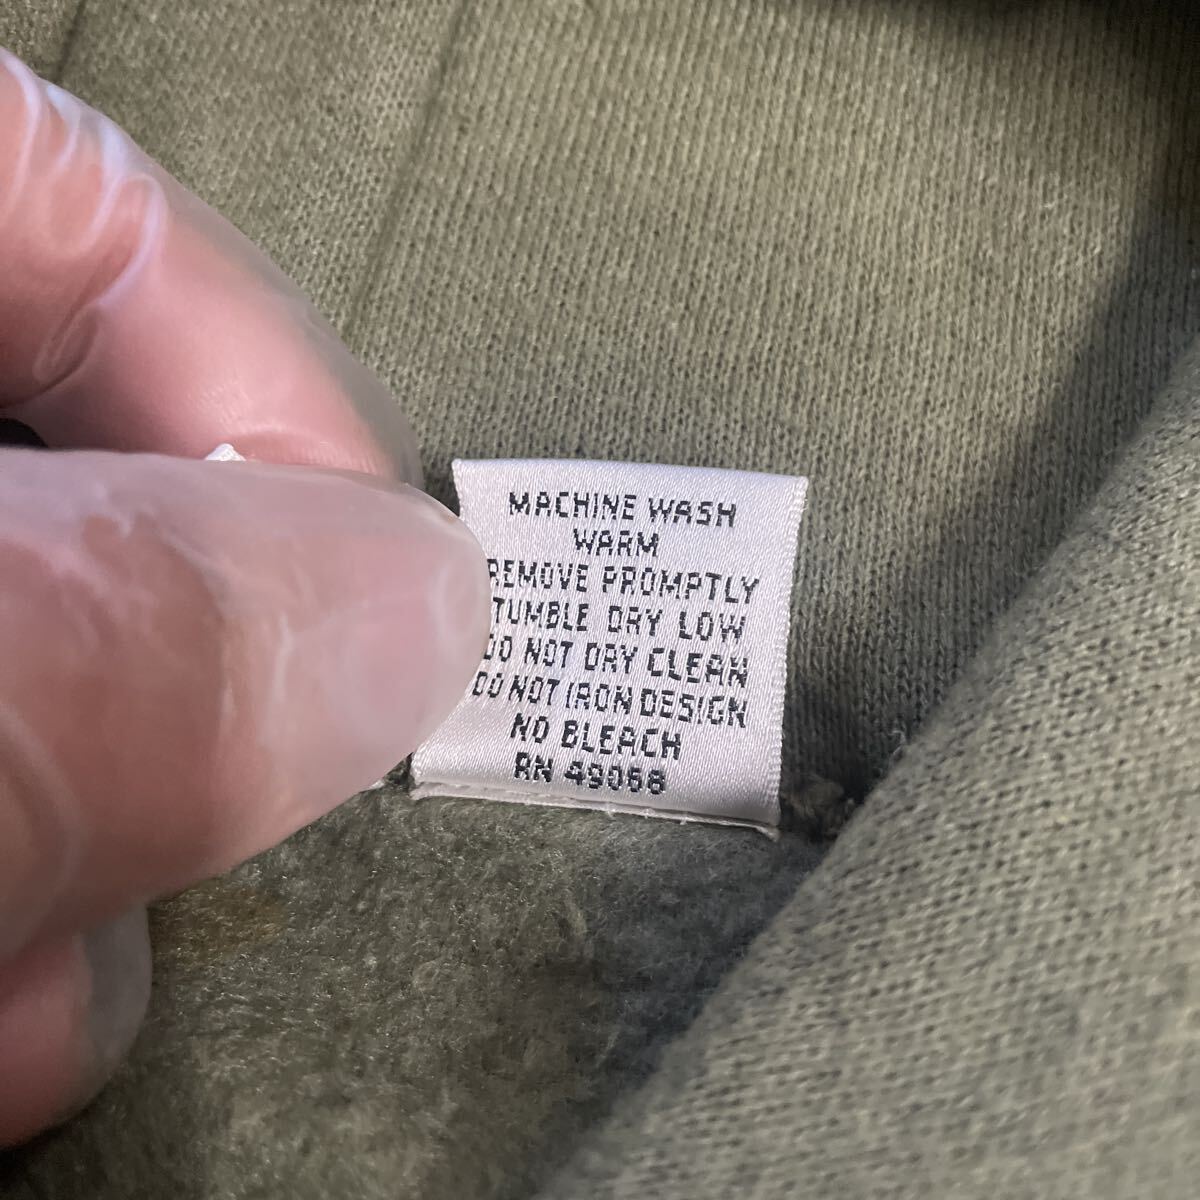 MACHINE WASH
WARM
REMOVE PROMPTLY
TUMBLE DRY LOW
DO NOT DRY CLEAN
DO NOT IRON DESIGN
NO BLEACH
RN 49068